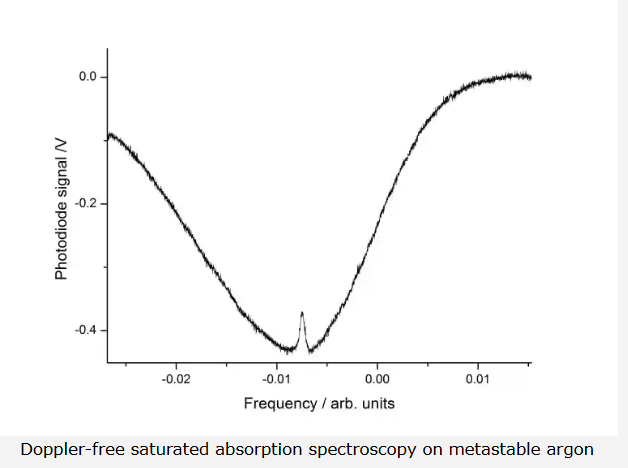 0.0
-0.2
-0.4
Photodiode signal /V
-0.02 -0.01 0.00 0.01
Frequency / arb. units
Doppler-free saturated absorption spectroscopy on metastable argon